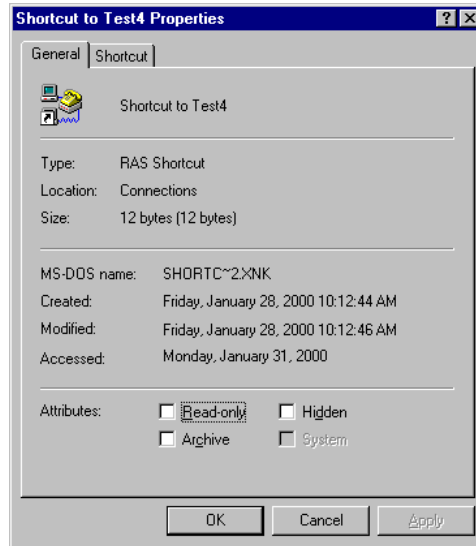 Shortcut to Test4 Properties
General Shortcut
Shortcut to Test4
Type: RAS Shortcut
Location: Connections
Size: 12 bytes (12 bytes)
MS-DOS name: SHORTC~2.XNK
Created: Friday, January 28, 2000 10:12:44 AM
Modified: Friday, January 28, 2000 10:12:46 AM
Accessed: Monday, January 31, 2000
Attributes: Read-only Hidden
Archive System
OK Cancel Apply